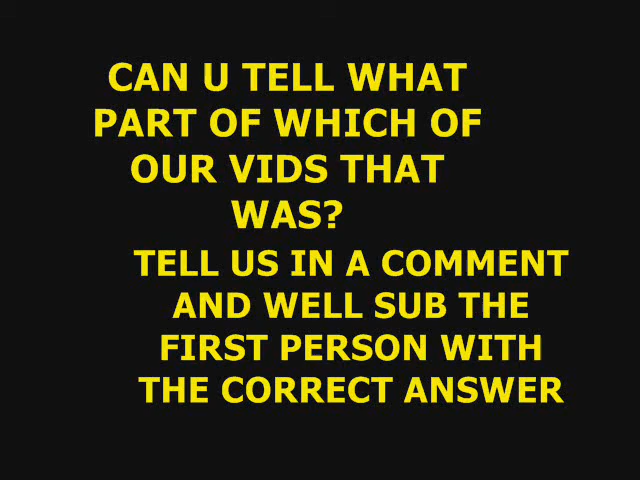 CAN U TELL WHAT
PART OF WHICH OF
OUR VIDS THAT
WAS?
TELL US IN A COMMENT
AND WELL SUB THE
FIRST PERSON WITH
THE CORRECT ANSWER